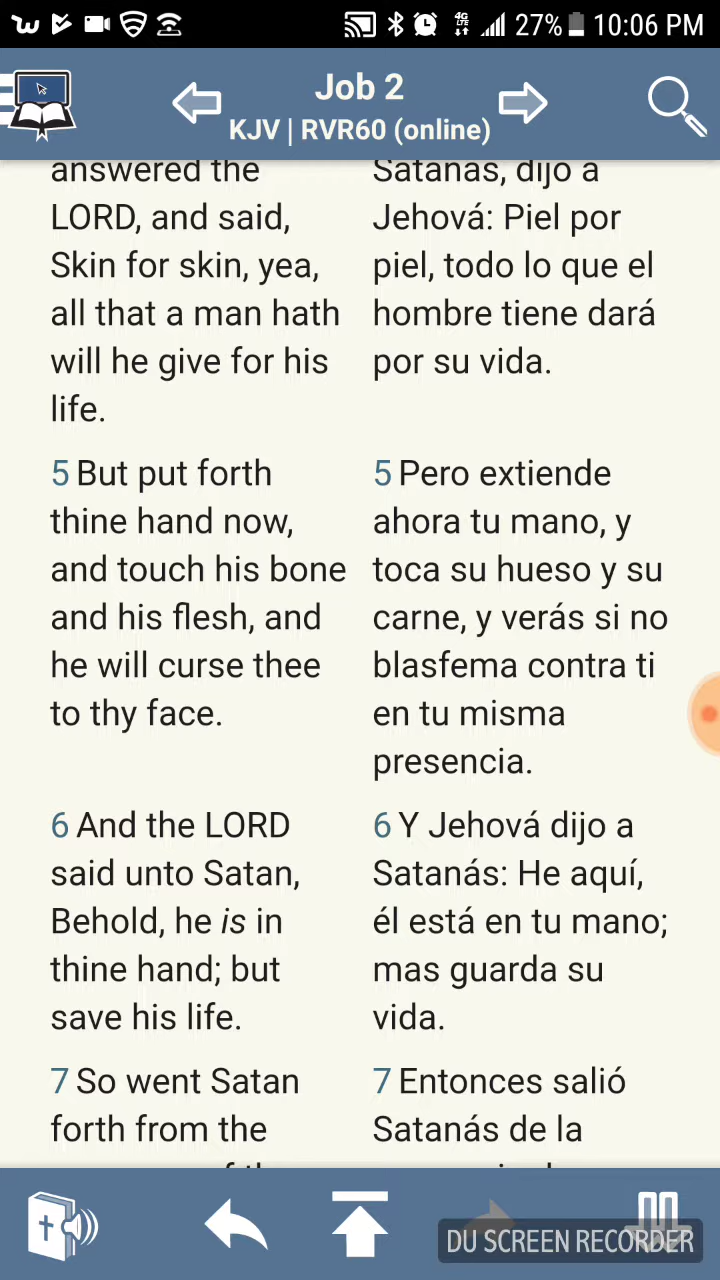 27% 10:06 PM
Job 2
KJV | RVR60 (online)
answered the
LORD, and said,
Skin for skin, yea,
all that a man hath
will he give for his
life.
5 But put forth
thine hand now,
and touch his bone
and his flesh, and
he will curse thee
to thy face.
6 And the LORD
said unto Satan,
Behold, he is in
thine hand; but
save his life.
7 So went Satan
forth from the
Satanás, dijo a
Jehová: Piel por
piel, todo lo que el
hombre tiene dará
por su vida.
5 Pero extiende
ahora tu mano, y
toca su hueso y su
carne, y verás si no
blasfema contra ti
en tu misma
presencia.
6 Y Jehová dijo a
Satanás: He aquí,
él está en tu mano;
mas guarda su
vida.
7 Entonces salió
Satanás de la
DU SCREEN RECORDER